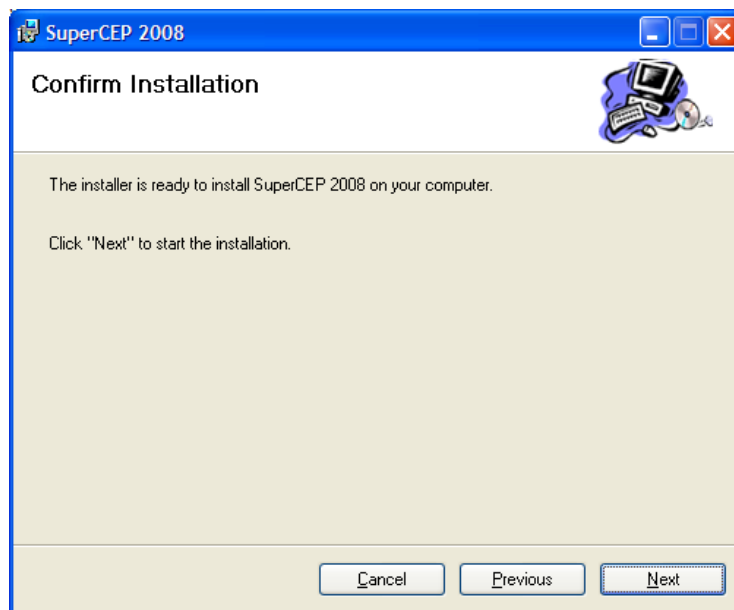 SuperCEP 2008
Confirm Installation
The installer is ready to install SuperCEP 2008 on your computer.
Click "Next" to start the installation.
Cancel Previous Next